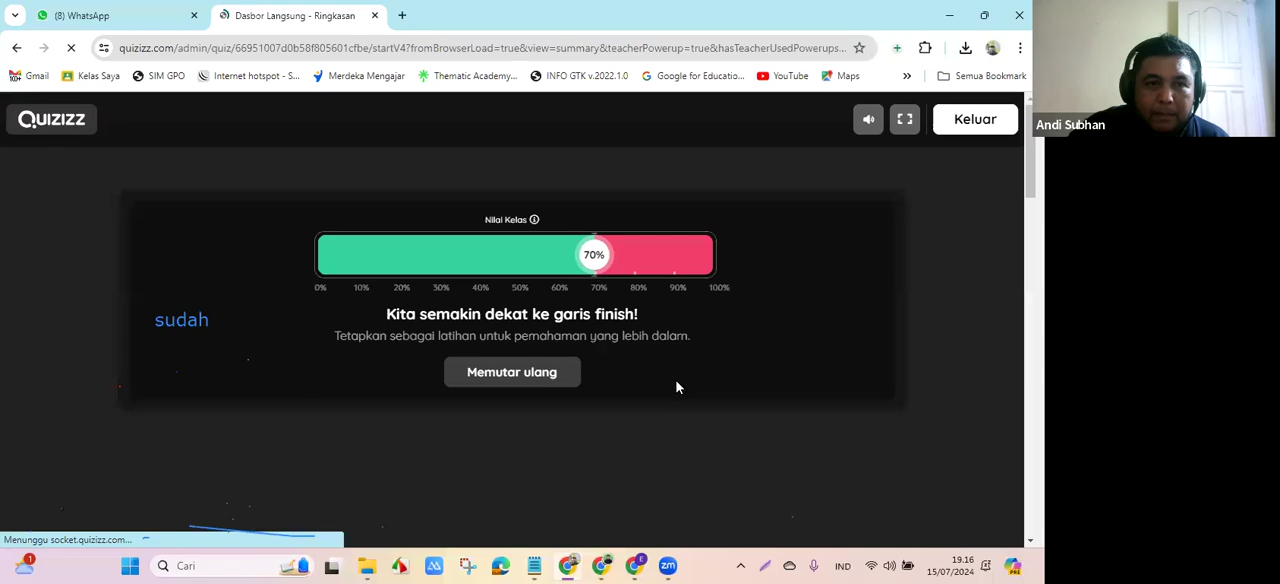 (8) WhatsApp
Dasbor Langsung - Ringkasan
quizizz.com/admin/quiz/66951007d0b58f805601cfbe/startV4?fromBrowserLoad=true&view=summary&teacherPowerup=true&hasTeacherUsedPowerups...
Gmail
Kelas Saya
SIM GPO
Internet hotspot - S...
Merdeka Mengajar
Thematic Academy...
INFO GTK v.2022.1.0
Google for Educatio...
YouTube
Maps
»
Semua Bookmark
QUIZIZZ
Keluar
Andi Subhan
Nilai Kelas
70%
0% 10% 20% 30% 40% 50% 60% 70% 80% 90% 100%
sudah
Kita semakin dekat ke garis finish!
Tetapkan sebagai latihan untuk pemahaman yang lebih dalam.
Memutar ulang
Menunggu socket.quizizz.com...
1
Cari
zm
IND
19.16
15/07/2024
PRE